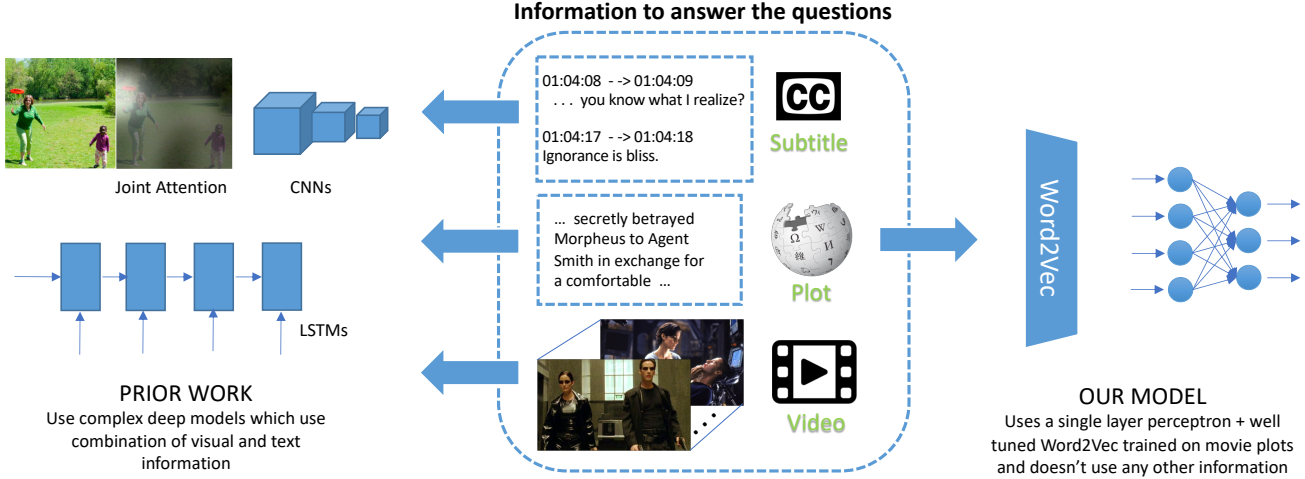 Information to answer the questions
01:04:08 - -> 01:04:09
. . . you know what I realize?
01:04:17 - -> 01:04:18
Ignorance is bliss.
CC
Subtitle
Joint Attention
CNNs
... secretly betrayed
Morpheus to Agent
Smith in exchange for
a comfortable ...
Ω
W
И
Plot
LSTMs
Video
Word2Vec
PRIOR WORK
Use complex deep models which use
combination of visual and text
information
OUR MODEL
Uses a single layer perceptron + well
tuned Word2Vec trained on movie plots
and doesn't use any other information